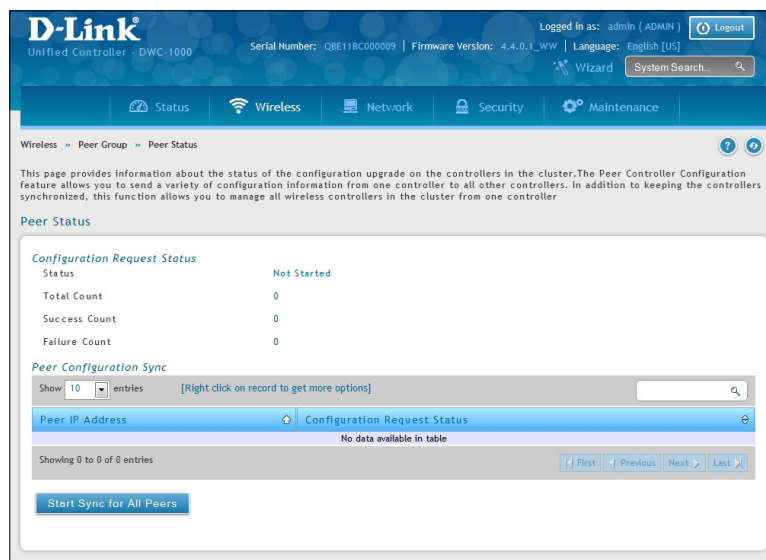 D-Link
Unified Controller - DWC-1000
Logged in as: admin ( ADMIN ) Logout
Serial Number: QBE11BC000009 | Firmware Version: 4.4.0.1_WW | Language: English [US]
Wizard System Search...
Status Wireless Network Security Maintenance
Wireless » Peer Group » Peer Status
This page provides information about the status of the configuration upgrade on the controllers in the cluster.The Peer Controller Configuration
feature allows you to send a variety of configuration information from one controller to all other controllers. In addition to keeping the controllers
synchronized, this function allows you to manage all wireless controllers in the cluster from one controller
Peer Status
Configuration Request Status
Status Not Started
Total Count 0
Success Count 0
Failure Count 0
Peer Configuration Sync
Show 10 entries [Right click on record to get more options]
Peer IP Address Configuration Request Status
No data available in table
Showing 0 to 0 of 0 entries First Previous Next Last
Start Sync for All Peers